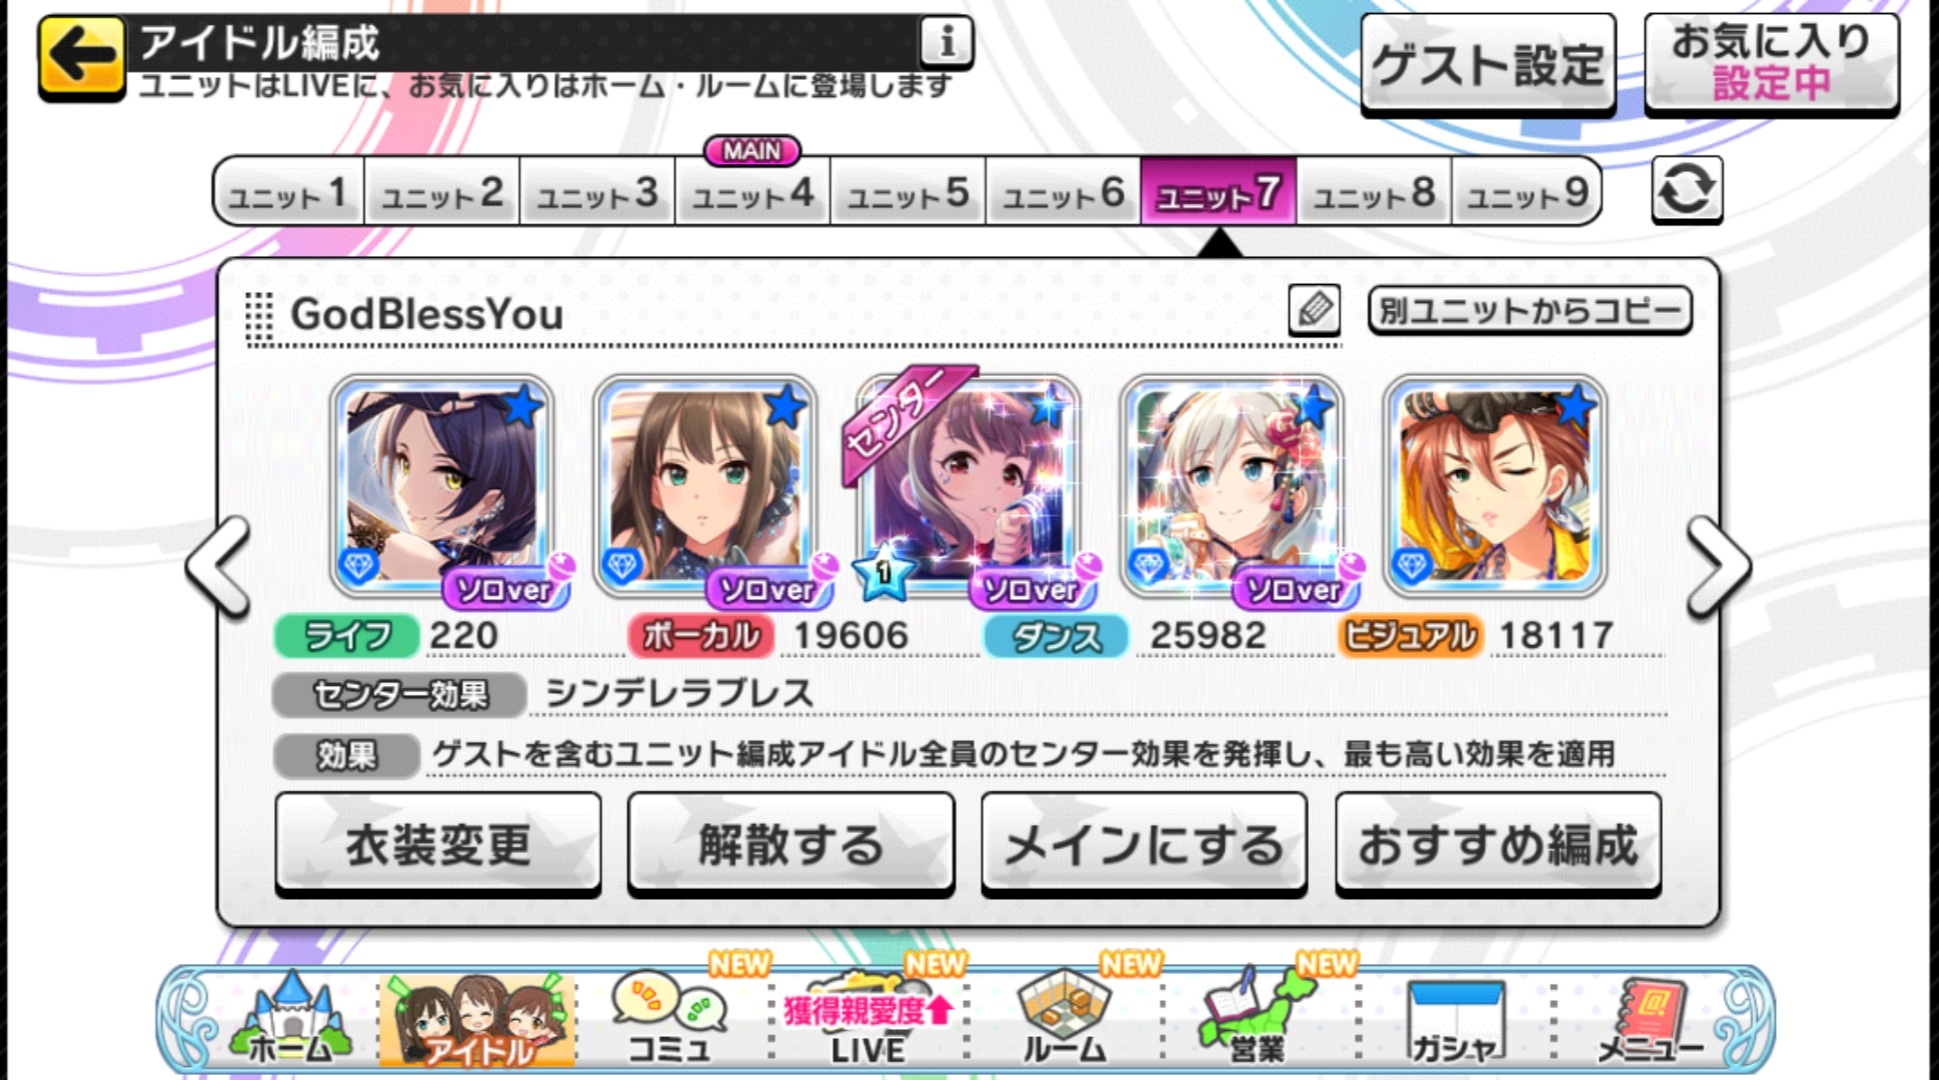 アイドル編成
i
ゲスト設定
お気に入り
設定中
ユニットはLIVEに、お気に入りはホーム・ルームに登場します
MAIN
ユニット1
ユニット2
ユニット3
ユニット4
ユニット5
ユニット6
ユニット7
ユニット8
ユニット9
GodBlessYou
別ユニットからコピー
センター
1
ソロver
ソロver
ソロver
ソロver
ライフ 220
ボーカル 19606
ダンス 25982
ビジュアル 18117
センター効果 シンデレラブレス
効果 ゲストを含むユニット編成アイドル全員のセンター効果を発揮し、最も高い効果を適用
衣装変更
解散する
メインにする
おすすめ編成
ホーム
アイドル
NEW
コミュ
NEW
獲得親愛度
LIVE
NEW
ルーム
NEW
営業
ガシャ
@
メニュー